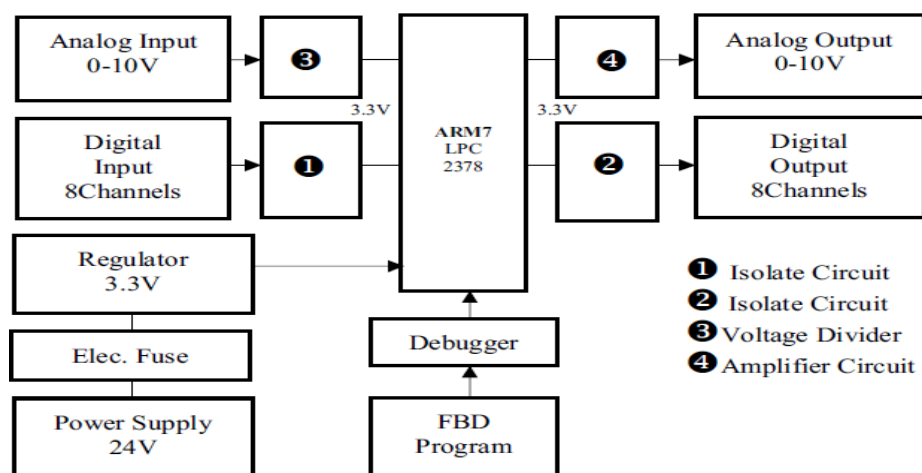 Analog Input
0-10V
❸
3.3V
ARM7
LPC
2378
3.3V
❹
Analog Output
0-10V
Digital
Input
8Channels
❶
❷
Digital
Output
8Channels
Regulator
3.3V
Elec. Fuse
Power Supply
24V
Debugger
FBD
Program
❶ Isolate Circuit
❷ Isolate Circuit
❸ Voltage Divider
❹ Amplifier Circuit